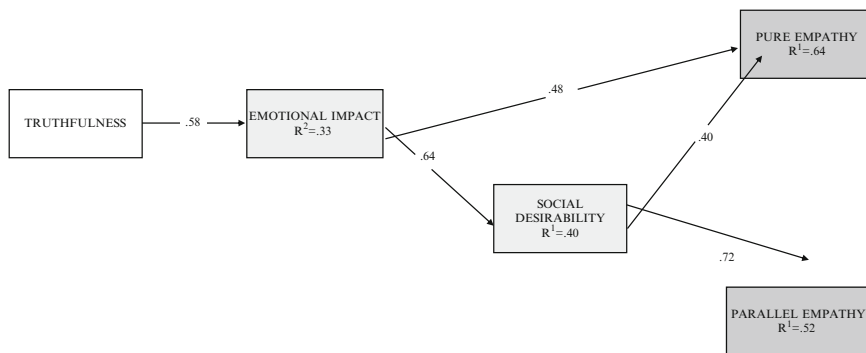 PURE EMPATHY
R¹=.64
.48
TRUTHFULNESS
.58
EMOTIONAL IMPACT
R²=.33
.40
.64
SOCIAL
DESIRABILITY
R¹=.40
.72
PARALLEL EMPATHY
R¹=.52